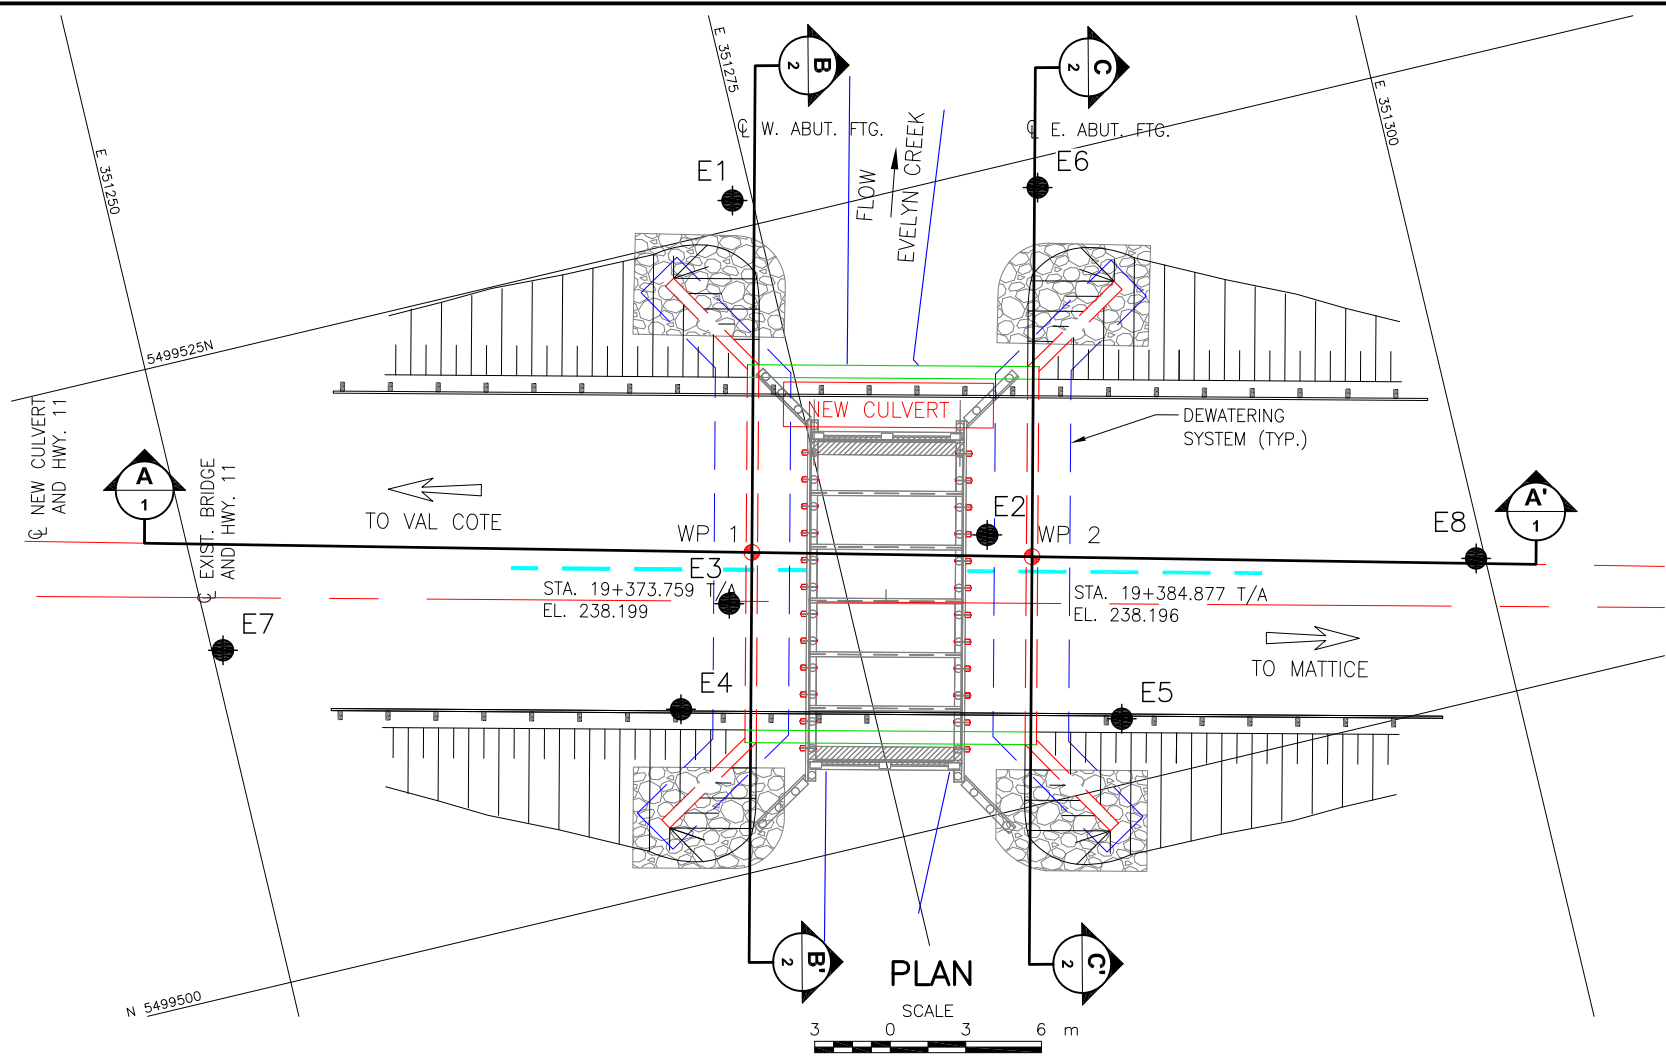 E 351275
E 351300
E 351250
B
2
C
2
℄ W. ABUT. FTG.
℄ E. ABUT. FTG.
E1
E6
FLOW
EVELYN CREEK
5499525N
NEW CULVERT
DEWATERING
SYSTEM (TYP.)
℄ NEW CULVERT
AND HWY. 11
℄ EXIST. BRIDGE
AND HWY. 11
A
1
A'
1
TO VAL COTE
WP 1
E2
WP 2
E8
E3
STA. 19+373.759 T/A
EL. 238.199
STA. 19+384.877 T/A
EL. 238.196
E7
TO MATTICE
E4
E5
B'
2
C'
2
N 5499500
PLAN
SCALE
3 0 3 6 m